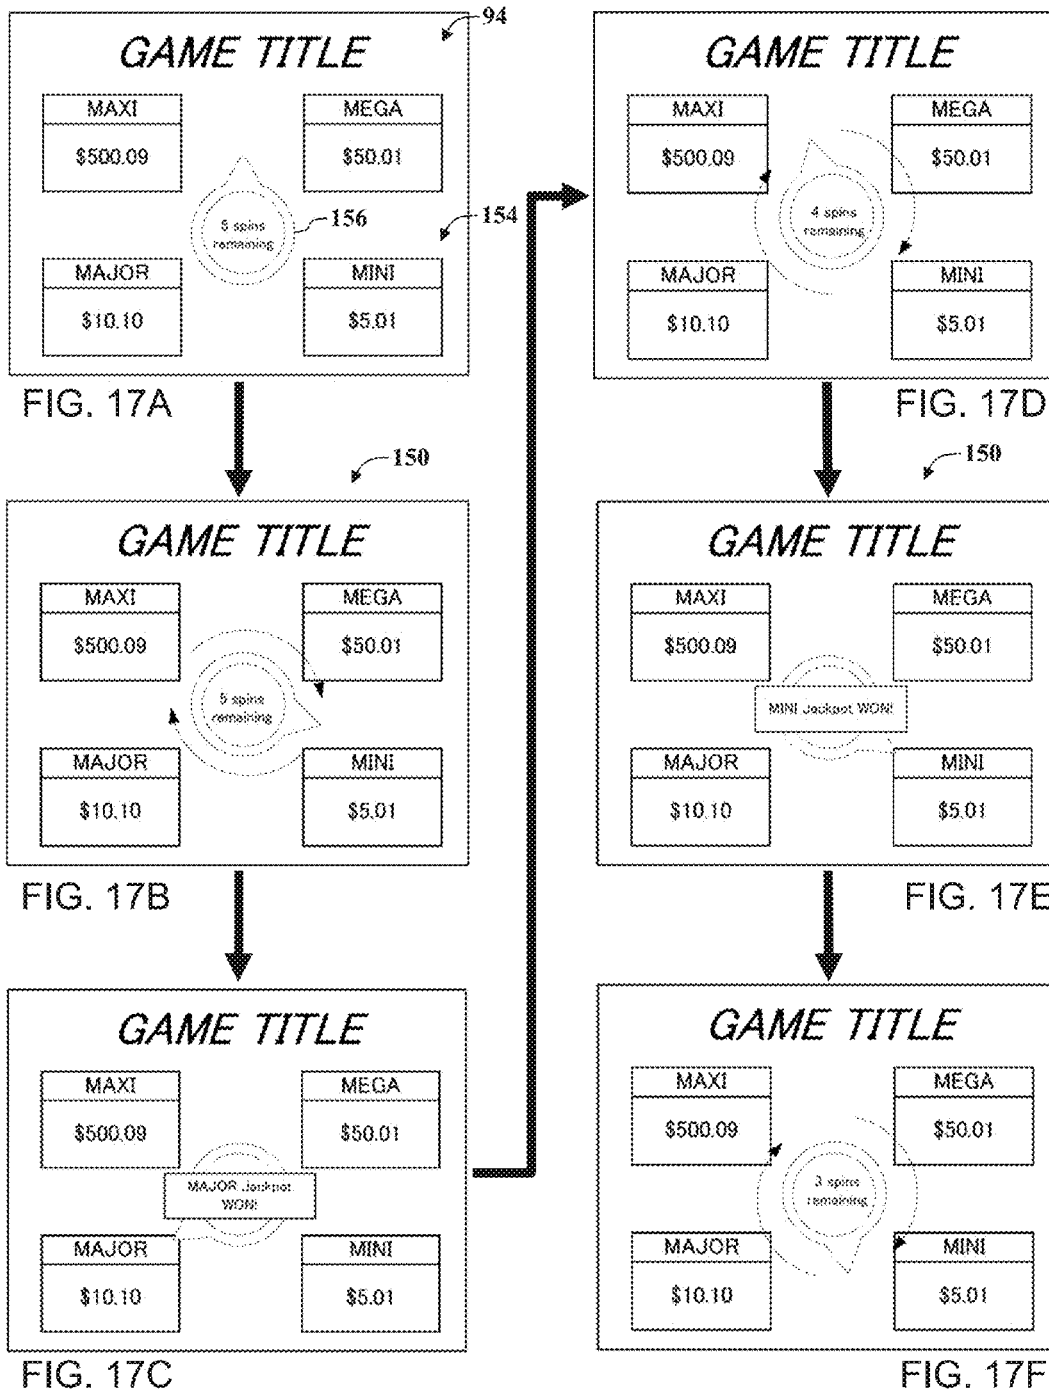 94
GAME TITLE
MAXI
$500.09
MEGA
$50.01
5 spins
remaining
156
154
MAJOR
$10.10
MINI
$5.01
FIG. 17A
150
GAME TITLE
MAXI
$500.09
MEGA
$50.01
5 spins
remaining
MAJOR
$10.10
MINI
$5.01
FIG. 17B
GAME TITLE
MAXI
$500.09
MEGA
$50.01
MAJOR Jackpot
WON!
MAJOR
$10.10
MINI
$5.01
FIG. 17C
GAME TITLE
MAXI
$500.09
MEGA
$50.01
4 spins
remaining
MAJOR
$10.10
MINI
$5.01
FIG. 17D
150
GAME TITLE
MAXI
$500.09
MEGA
$50.01
MINI Jackpot WON!
MAJOR
$10.10
MINI
$5.01
FIG. 17E
GAME TITLE
MAXI
$500.09
MEGA
$50.01
3 spins
remaining
MAJOR
$10.10
MINI
$5.01
FIG. 17F